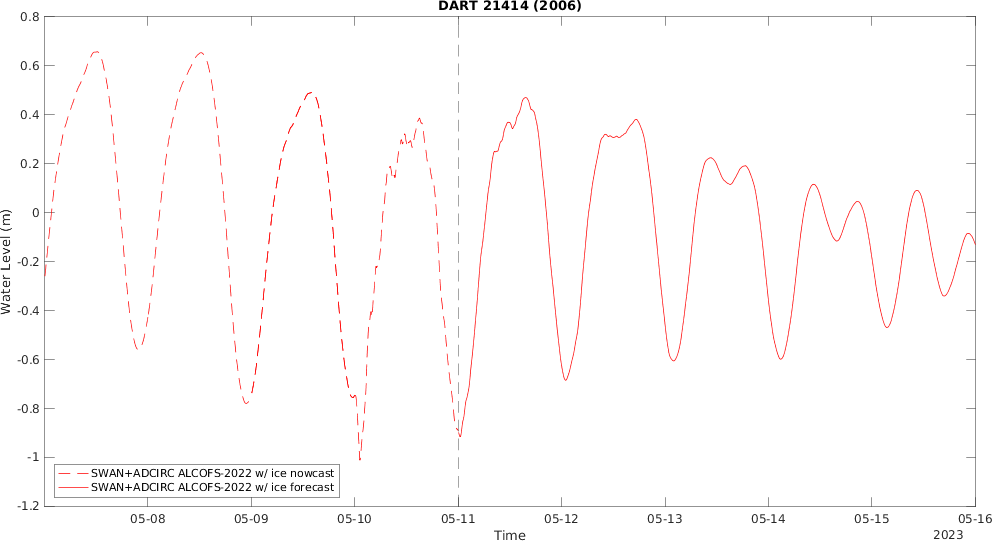 DART 21414 (2006)
0.8
0.6
0.4
0.2
0
-0.2
-0.4
-0.6
-0.8
-1
-1.2
Water Level (m)
SWAN+ADCIRC ALCOFS-2022 w/ ice nowcast
SWAN+ADCIRC ALCOFS-2022 w/ ice forecast
05-08 05-09 05-10 05-11 05-12 05-13 05-14 05-15 05-16
Time
2023